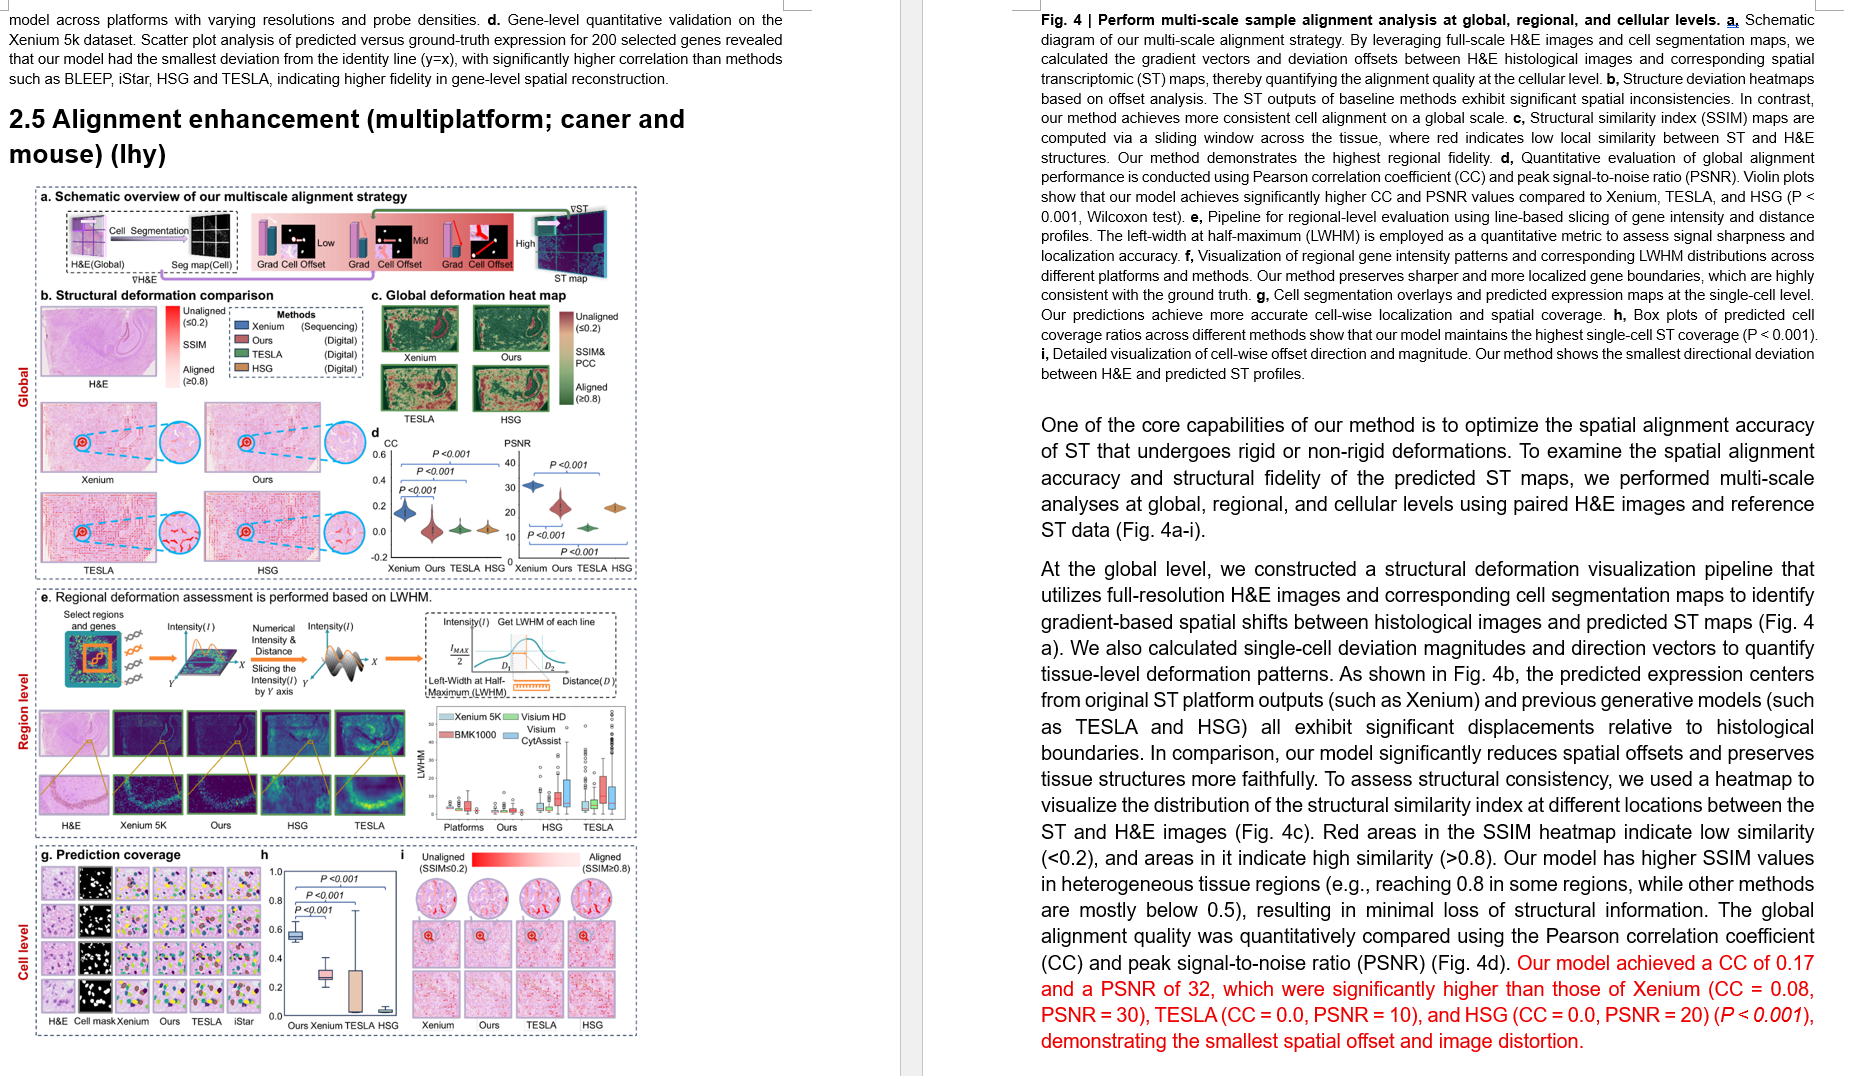 model across platforms with varying resolutions and probe densities. d. Gene-level quantitative validation on the
Xenium 5k dataset. Scatter plot analysis of predicted versus ground-truth expression for 200 selected genes revealed
that our model had the smallest deviation from the identity line (y=x), with significantly higher correlation than methods
such as BLEEP, iStar, HSG and TESLA, indicating higher fidelity in gene-level spatial reconstruction.
2.5 Alignment enhancement (multiplatform; caner and
mouse) (lhy)
a. Schematic overview of our multiscale alignment strategy
∇ST
Cell Segmentation
Low
Mid
High
H&E(Global)
Seg map(Cell)
Grad Cell Offset
Grad Cell Offset
Grad Cell Offset
∇H&E
ST map
b. Structural deformation comparison
Unaligned
(≤0.2)
SSIM
Aligned
(≥0.8)
Methods
Xenium (Sequencing)
Ours (Digital)
TESLA (Digital)
HSG (Digital)
H&E
Global
Xenium
Ours
TESLA
HSG
c. Global deformation heat map
Xenium
Ours
TESLA
HSG
Unaligned
(≤0.2)
SSIM&
PCC
Aligned
(≥0.8)
d
CC
0.6
0.4
0.2
0.0
-0.2
P <0.001
P <0.001
P <0.001
Xenium Ours TESLA HSG
PSNR
40
30
20
10
0
P <0.001
P <0.001
P <0.001
Xenium Ours TESLA HSG
e. Regional deformation assessment is performed based on LWHM.
Region level
Select regions
and genes
Intensity(I)
X
Y
Numerical
Intensity &
Distance
Slicing the
Intensity(I)
by Y axis
Intensity(I)
X
Y
Intensity(I) Get LWHM of each line
IMAX
2
D1
D2
Left-Width at Half-
Maximum (LWHM)
Distance(D)
H&E
Xenium 5K
Ours
HSG
TESLA
Xenium 5K
Visium HD
BMK1000
Visium
CytAssist
LWHM
Platforms Ours HSG TESLA
g. Prediction coverage
Cell level
H&E Cell mask Xenium Ours TESLA iStar
h
1.0
0.8
0.6
0.4
0.2
0.0
P <0.001
P <0.001
P <0.001
Ours Xenium TESLA HSG
i
Unaligned
(SSIM≤0.2)
Aligned
(SSIM≥0.8)
Xenium Ours TESLA HSG
Fig. 4 | Perform multi-scale sample alignment analysis at global, regional, and cellular levels. a, Schematic
diagram of our multi-scale alignment strategy. By leveraging full-scale H&E images and cell segmentation maps, we
calculated the gradient vectors and deviation offsets between H&E histological images and corresponding spatial
transcriptomic (ST) maps, thereby quantifying the alignment quality at the cellular level. b, Structure deviation heatmaps
based on offset analysis. The ST outputs of baseline methods exhibit significant spatial inconsistencies. In contrast,
our method achieves more consistent cell alignment on a global scale. c, Structural similarity index (SSIM) maps are
computed via a sliding window across the tissue, where red indicates low local similarity between ST and H&E
structures. Our method demonstrates the highest regional fidelity. d, Quantitative evaluation of global alignment
performance is conducted using Pearson correlation coefficient (CC) and peak signal-to-noise ratio (PSNR). Violin plots
show that our model achieves significantly higher CC and PSNR values compared to Xenium, TESLA, and HSG (P <
0.001, Wilcoxon test). e, Pipeline for regional-level evaluation using line-based slicing of gene intensity and distance
profiles. The left-width at half-maximum (LWHM) is employed as a quantitative metric to assess signal sharpness and
localization accuracy. f, Visualization of regional gene intensity patterns and corresponding LWHM distributions across
different platforms and methods. Our method preserves sharper and more localized gene boundaries, which are highly
consistent with the ground truth. g, Cell segmentation overlays and predicted expression maps at the single-cell level.
Our predictions achieve more accurate cell-wise localization and spatial coverage. h, Box plots of predicted cell
coverage ratios across different methods show that our model maintains the highest single-cell ST coverage (P < 0.001).
i, Detailed visualization of cell-wise offset direction and magnitude. Our method shows the smallest directional deviation
between H&E and predicted ST profiles.
One of the core capabilities of our method is to optimize the spatial alignment accuracy
of ST that undergoes rigid or non-rigid deformations. To examine the spatial alignment
accuracy and structural fidelity of the predicted ST maps, we performed multi-scale
analyses at global, regional, and cellular levels using paired H&E images and reference
ST data (Fig. 4a-i).
At the global level, we constructed a structural deformation visualization pipeline that
utilizes full-resolution H&E images and corresponding cell segmentation maps to identify
gradient-based spatial shifts between histological images and predicted ST maps (Fig. 4
a). We also calculated single-cell deviation magnitudes and direction vectors to quantify
tissue-level deformation patterns. As shown in Fig. 4b, the predicted expression centers
from original ST platform outputs (such as Xenium) and previous generative models (such
as TESLA and HSG) all exhibit significant displacements relative to histological
boundaries. In comparison, our model significantly reduces spatial offsets and preserves
tissue structures more faithfully. To assess structural consistency, we used a heatmap to
visualize the distribution of the structural similarity index at different locations between the
ST and H&E images (Fig. 4c). Red areas in the SSIM heatmap indicate low similarity
(<0.2), and areas in it indicate high similarity (>0.8). Our model has higher SSIM values
in heterogeneous tissue regions (e.g., reaching 0.8 in some regions, while other methods
are mostly below 0.5), resulting in minimal loss of structural information. The global
alignment quality was quantitatively compared using the Pearson correlation coefficient
(CC) and peak signal-to-noise ratio (PSNR) (Fig. 4d). Our model achieved a CC of 0.17
and a PSNR of 32, which were significantly higher than those of Xenium (CC = 0.08,
PSNR = 30), TESLA (CC = 0.0, PSNR = 10), and HSG (CC = 0.0, PSNR = 20) (P < 0.001),
demonstrating the smallest spatial offset and image distortion.